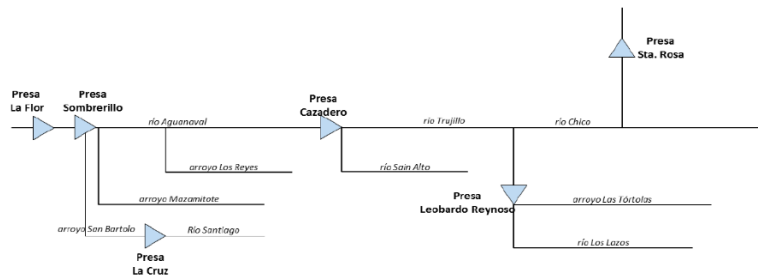 Presa
Sta. Rosa
Presa
La Flor
Presa
Sombrerillo
Presa
Cazadero
río Aguanaval
río Trujillo
río Chico
arroyo Los Reyes
río Sain Alto
Presa
Leobardo Reynoso
arroyo Mazamitote
arroyo Las Tórtolas
arroyo San Bartolo
Río Santiago
río Los Lazos
Presa
La Cruz